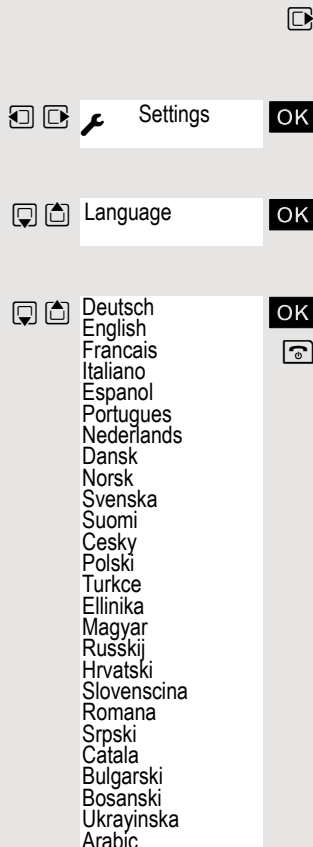 Settings OK
Language OK
Deutsch OK
English
Francais
Italiano
Espanol
Portugues
Nederlands
Dansk
Norsk
Svenska
Suomi
Cesky
Polski
Turkce
Ellinika
Magyar
Russkij
Hrvatski
Slovenscina
Romana
Srpski
Catala
Bulgarski
Bosanski
Ukrayinska
Arabic